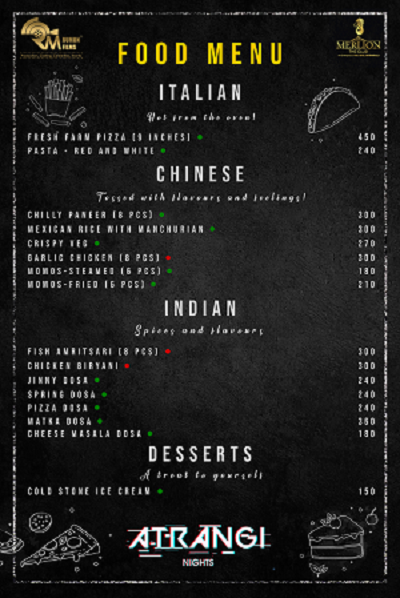 MERLION
FOOD MENU
ITALIAN
Hot from the oven!
FRESH FARM PIZZA (9 INCHES) 450
PASTA - RED AND WHITE 240
CHINESE
Tossed with flavours and feelings!
CHILLY PANEER (8 PCS) 300
MEXICAN RICE WITH MANCHURIAN 300
CRISPY VEG 270
GARLIC CHICKEN (8 PCS) 300
MOMOS-STEAMED (6 PCS) 180
MOMOS-FRIED (6 PCS) 210
INDIAN
Spices and flavours
FISH AMRITSARI (8 PCS) 300
CHICKEN BIRYANI 300
JINNY DOSA 240
SPRING DOSA 240
PIZZA DOSA 240
MATKA DOSA 360
CHEESE MASALA DOSA 180
DESSERTS
A treat to yourself
COLD STONE ICE CREAM 150
ATRANGI
NIGHTS